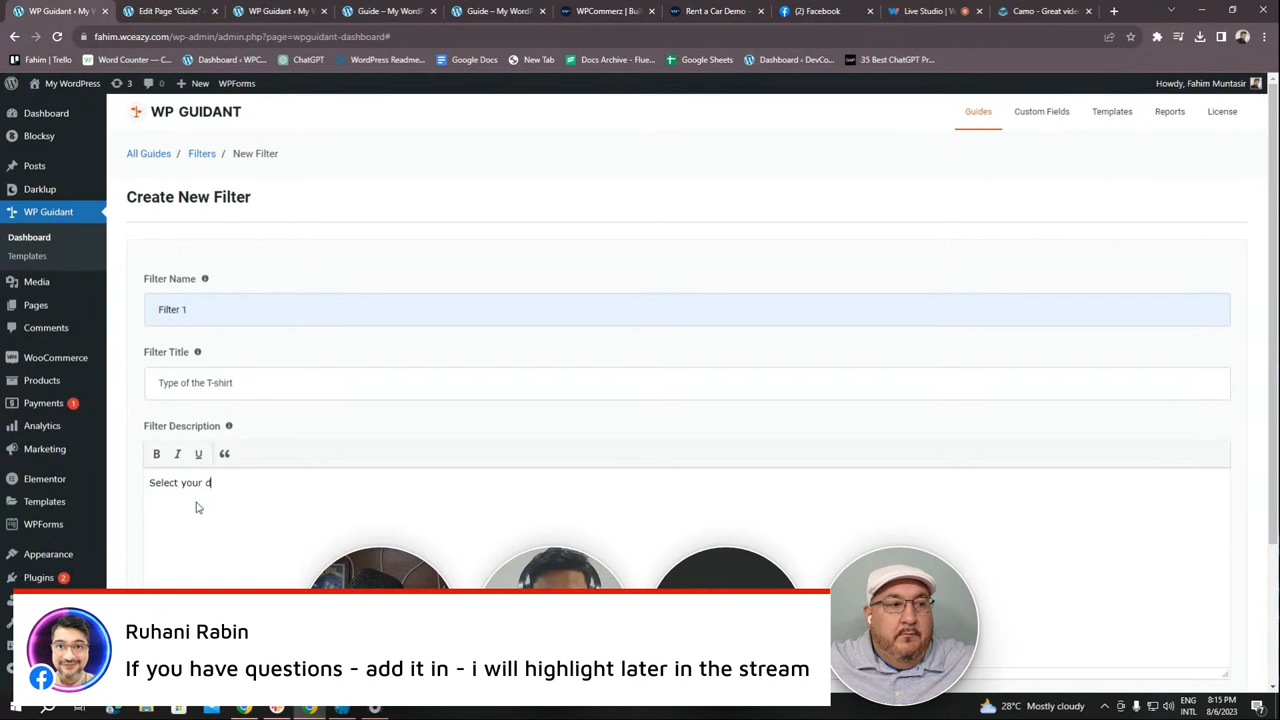 Edit Page "Guide"
Guidant ‹ My W
Guide – My WordP
Guide – My WordP
WPCommerz | Bui
Rent a Car Demo -
(2) Facebook
Live Studio | W
Camo - Great vide
fahim.wceazy.com/wp-admin/admin.php?page=wpguidant-dashboard#
Fahim | Trello
Word Counter — C...
Dashboard ‹ WPC...
ChatGPT
WordPress Readme...
Google Docs
New Tab
Docs Archive - Flue...
Google Sheets
Dashboard ‹ DevCo...
35 Best ChatGPT Pr...
My WordPress
3
New
WPForms
Howdy, Fahim Muntasir
Dashboard
Blocksy
Posts
Darklup
WP Guidant
Dashboard
Templates
Media
Pages
Comments
WooCommerce
Products
Payments 1
Analytics
Marketing
Elementor
Templates
WPForms
Appearance
Plugins 2
WP GUIDANT
Guides
Custom Fields
Templates
Reports
License
All Guides / Filters / New Filter
Create New Filter
Filter Name
Filter 1
Filter Title
Type of the T-shirt
Filter Description
B I U
Select your d
Ruhani Rabin
If you have questions - add it in - i will highlight later in the stream
28°C Mostly cloudy
ENG
INTL
8:15 PM
8/6/2023